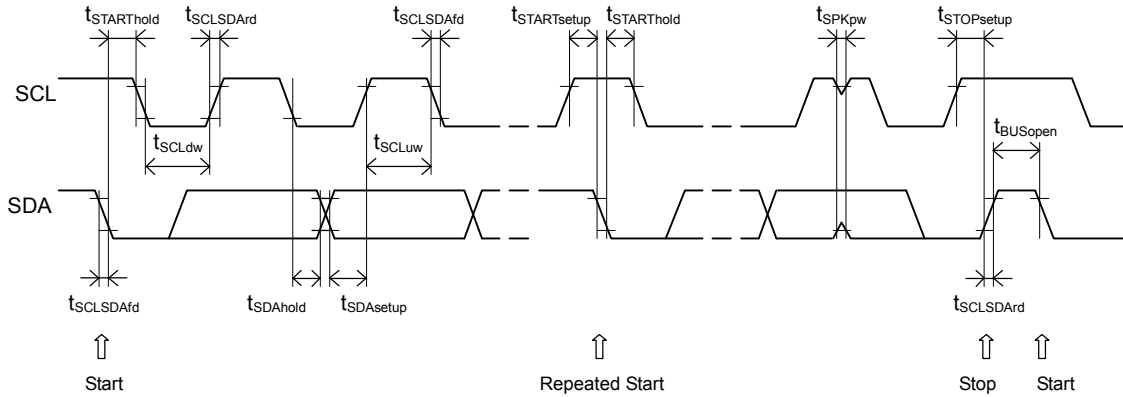 tSTARThold tSCLSDArd tSCLSDAfd tSTARTsetup tSTARThold tSPKpw tSTOPsetup
SCL
tSCLdw tSCLuw tBUSopen
SDA
tSCLSDAfd tSDAhold tSDAsetup tSCLSDArd
Start Repeated Start Stop Start